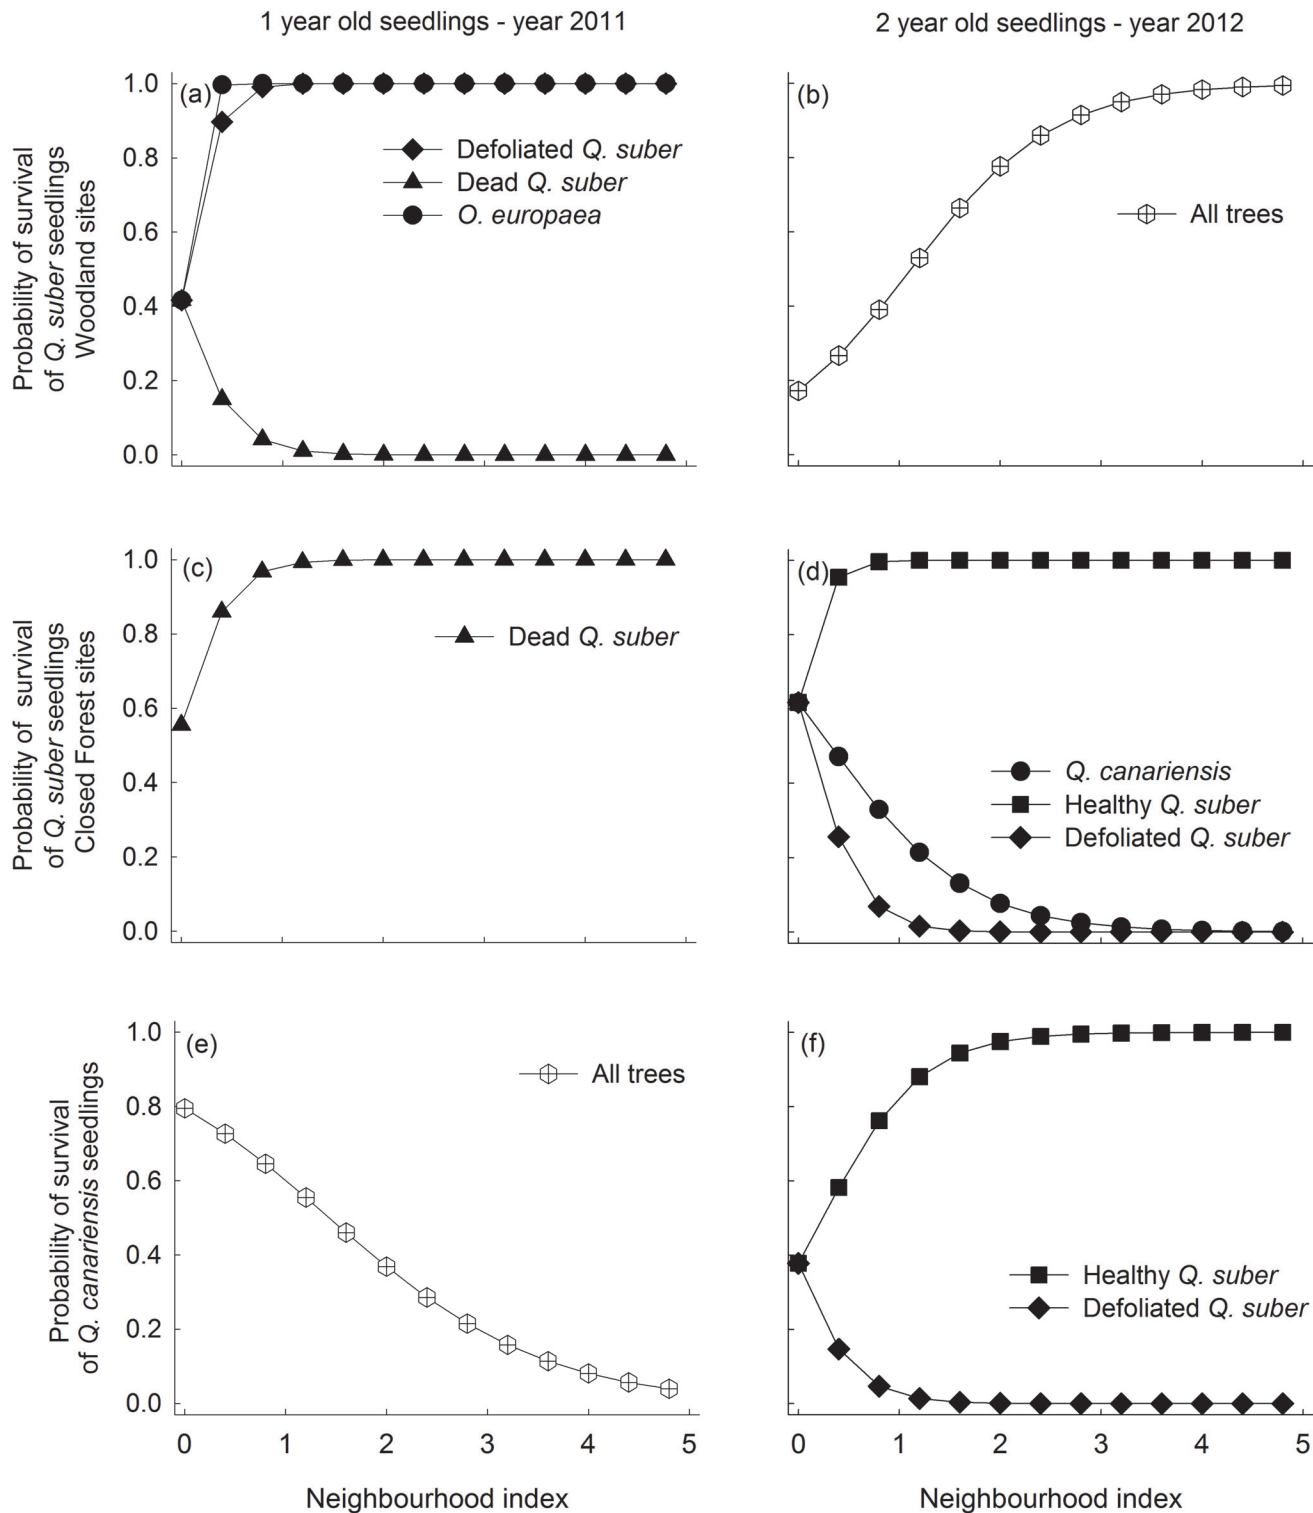 1 year old seedlings - year 2011
2 year old seedlings - year 2012
Probability of survival
of Q. suber seedlings
Woodland sites
1.0
0.8
0.6
0.4
0.2
0.0
(a)
Defoliated Q. suber
Dead Q. suber
O. europaea
(b)
All trees
Probability of survival
of Q. suber seedlings
Closed Forest sites
1.0
0.8
0.6
0.4
0.2
0.0
(c)
Dead Q. suber
(d)
Q. canariensis
Healthy Q. suber
Defoliated Q. suber
Probability of survival
of Q. canariensis seedlings
1.0
0.8
0.6
0.4
0.2
0.0
(e)
All trees
(f)
Healthy Q. suber
Defoliated Q. suber
0 1 2 3 4 5
0 1 2 3 4 5
Neighbourhood index
Neighbourhood index